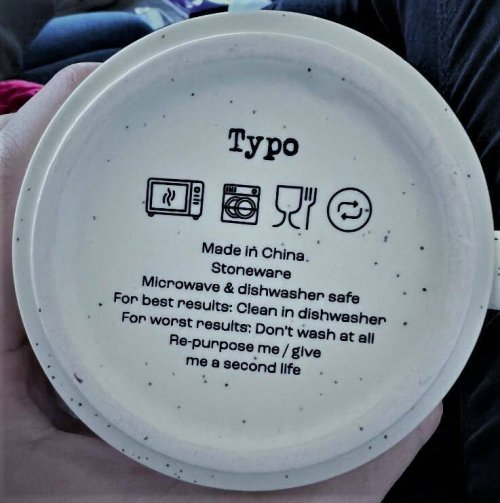 Typo
Made in China.
Stoneware
Microwave & dishwasher safe
For best results: Clean in dishwasher
For worst results: Don't wash at all
Re-purpose me / give
me a second life